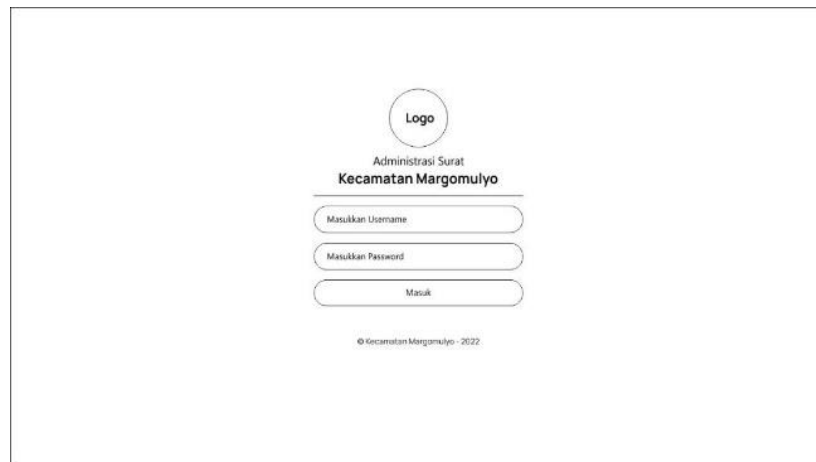 Logo
Administrasi Surat
Kecamatan Margomulyo
Masukkan Username
Masukkan Password
Masuk
© Kecamatan Margomulyo - 2022